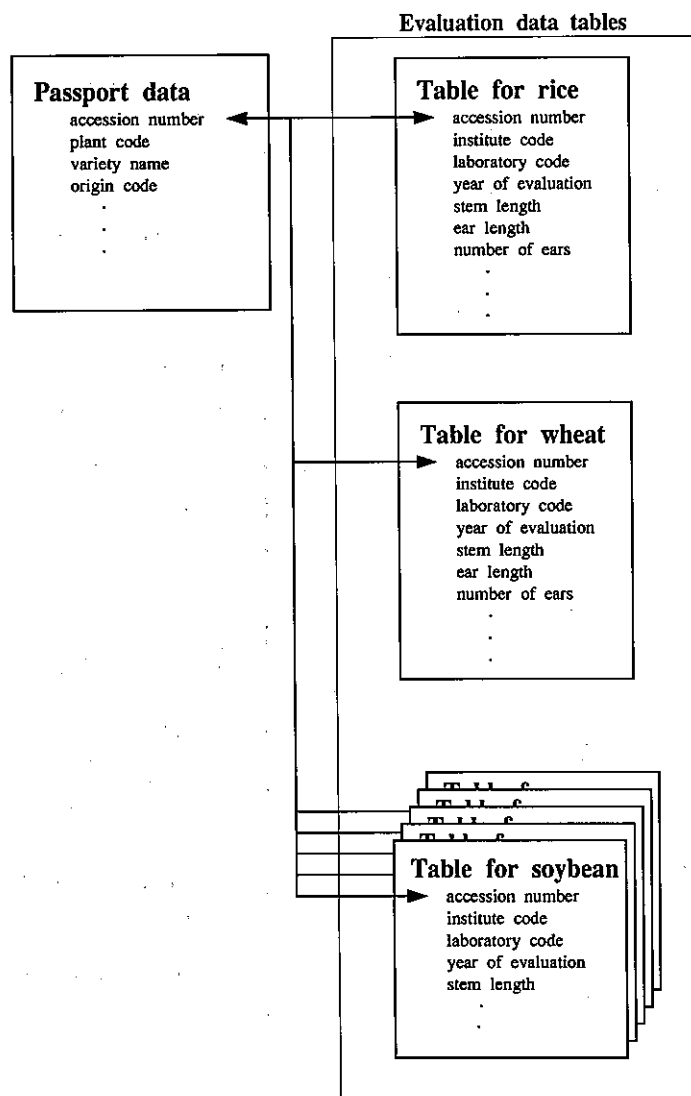 Evaluation data tables
Passport data
accession number
plant code
variety name
origin code
.
.
.
Table for rice
accession number
institute code
laboratory code
year of evaluation
stem length
ear length
number of ears
.
.
.
Table for wheat
accession number
institute code
laboratory code
year of evaluation
stem length
ear length
number of ears
.
.
.
Table for soybean
accession number
institute code
laboratory code
year of evaluation
stem length
.
.